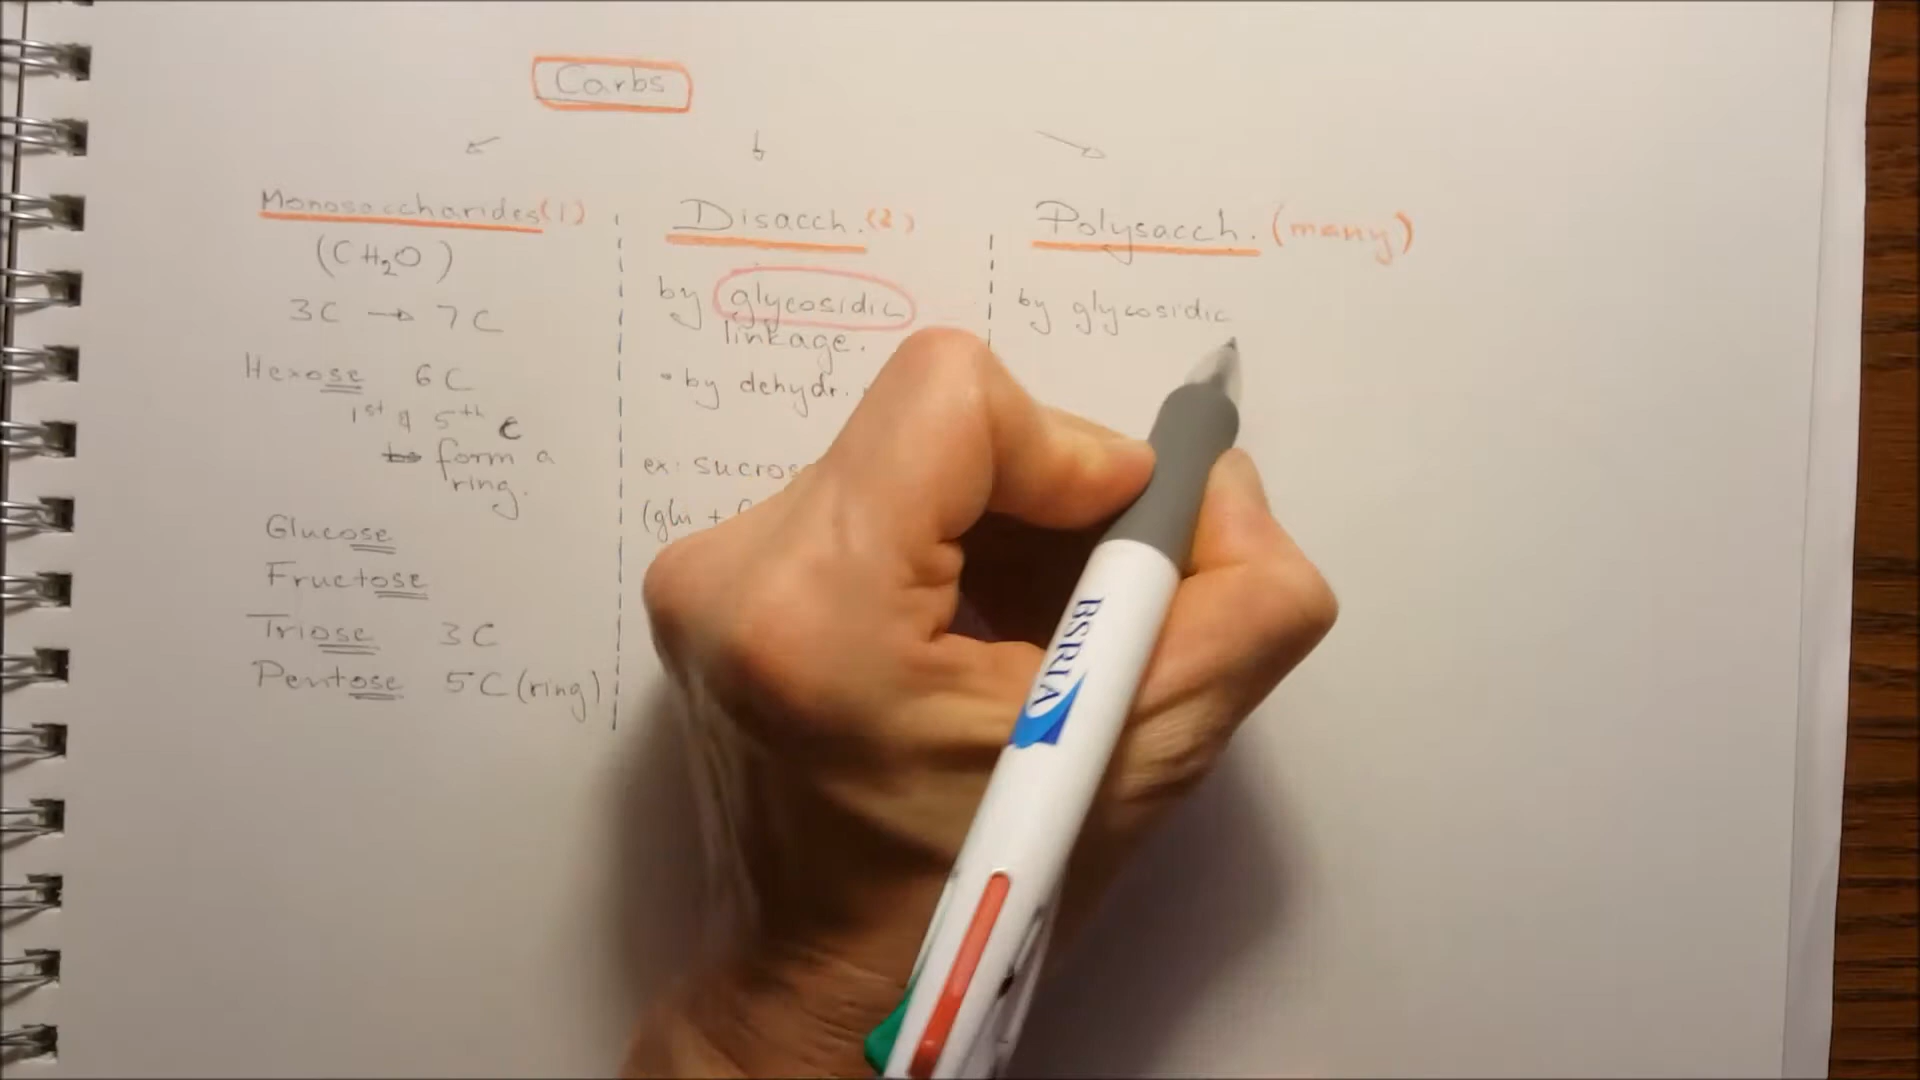 Carbs
Monosaccharides (1)
(CH₂O)
3C → 7C
Hexose 6C
1st & 5th C
form a
ring.
Glucose
Fructose
Triose 3C
Pentose 5C (ring)
Disacch. (2)
by glycosidic
linkage.
• by dehydr.
ex: sucros
(glu +
Polysacch. (many)
by glycosidic
BSRIA